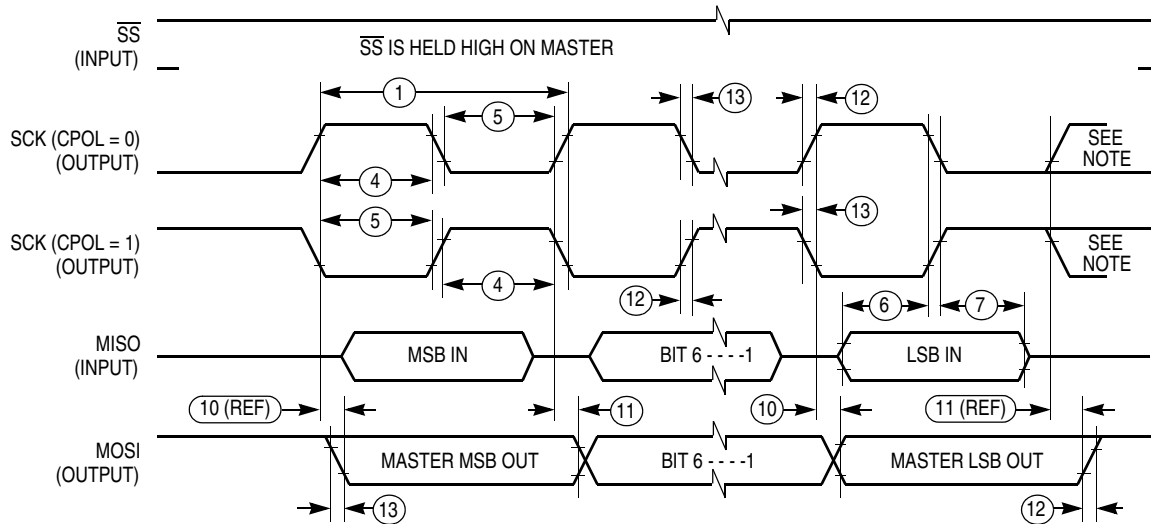 SS
(INPUT)
SS IS HELD HIGH ON MASTER
1
13
12
5
SCK (CPOL = 0)
(OUTPUT)
SEE
NOTE
4
5
13
SCK (CPOL = 1)
(OUTPUT)
SEE
NOTE
4
12
6
7
MISO
(INPUT)
MSB IN
BIT 6 - - - -1
LSB IN
10 (REF)
11
10
11 (REF)
MOSI
(OUTPUT)
MASTER MSB OUT
BIT 6 - - - -1
MASTER LSB OUT
13
12